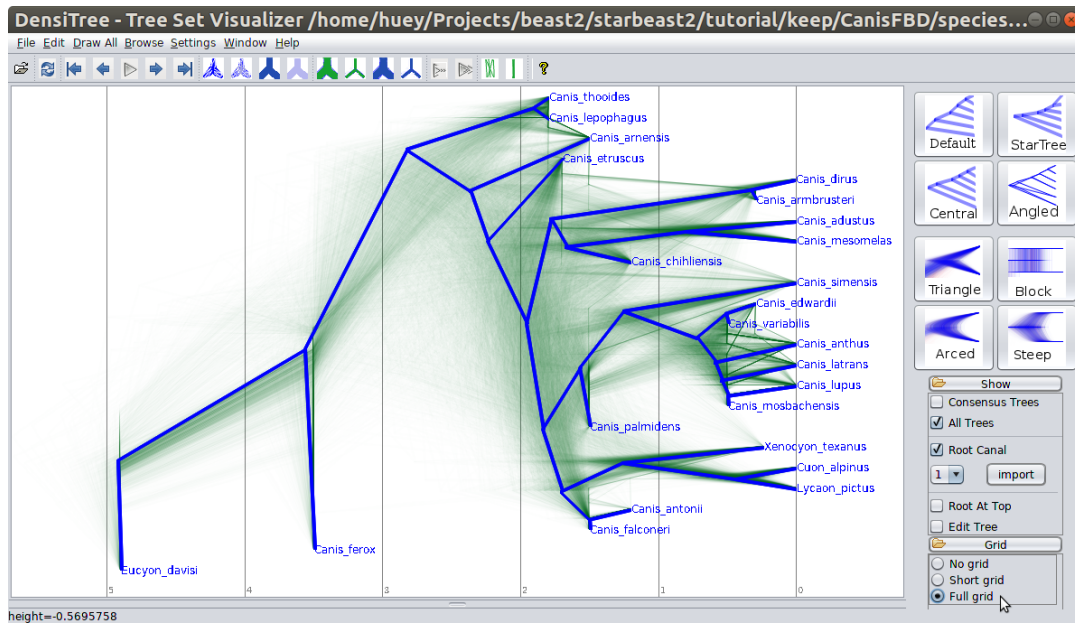 DensiTree - Tree Set Visualizer /home/huey/Projects/beast2/starbeast2/tutorial/keep/CanisFBD/species...
File Edit Draw All Browse Settings Window Help
Canis_thooides
Canis_lepophagus
Canis_arnensis
Canis_etruscus
Canis_dirus
Canis_armbrusteri
Canis_adustus
Canis_mesomelas
Canis_chihliensis
Canis_simensis
Canis_edwardii
Canis_variabilis
Canis_anthus
Canis_latrans
Canis_lupus
Canis_mosbachensis
Canis_palmidens
Xenocyon_texanus
Cuon_alpinus
Lycaon_pictus
Canis_antonii
Canis_falconeri
Canis_ferox
Eucyon_davisi
5 4 3 2 1 0
Default StarTree
Central Angled
Triangle Block
Arced Steep
Show
Consensus Trees
All Trees
Root Canal
1 import
Root At Top
Edit Tree
Grid
No grid
Short grid
Full grid
height=-0.5695758